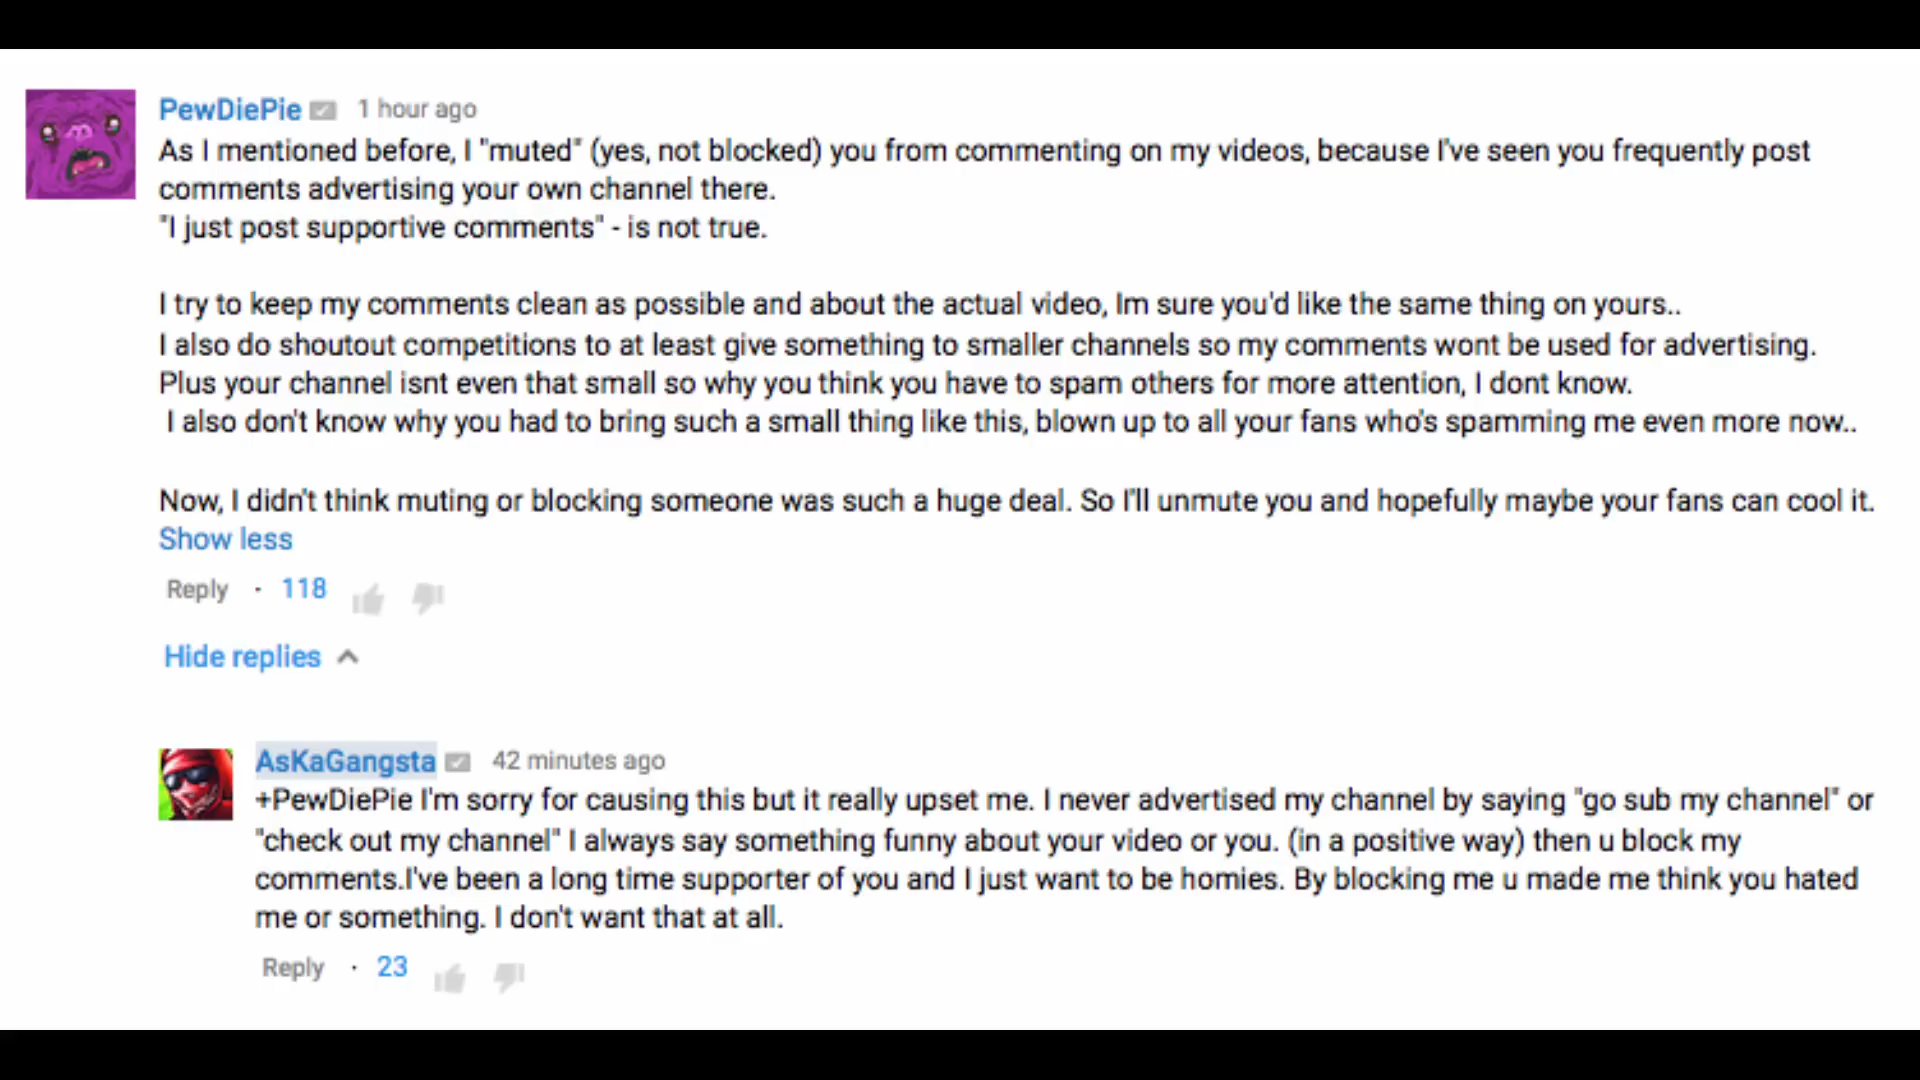 PewDiePie 1 hour ago
As I mentioned before, I "muted" (yes, not blocked) you from commenting on my videos, because I've seen you frequently post
comments advertising your own channel there.
"I just post supportive comments" - is not true.
I try to keep my comments clean as possible and about the actual video, Im sure you'd like the same thing on yours..
I also do shoutout competitions to at least give something to smaller channels so my comments wont be used for advertising.
Plus your channel isnt even that small so why you think you have to spam others for more attention, I dont know.
I also don't know why you had to bring such a small thing like this, blown up to all your fans who's spamming me even more now..
Now, I didn't think muting or blocking someone was such a huge deal. So I'll unmute you and hopefully maybe your fans can cool it.
Show less
Reply · 118
Hide replies
AsKaGangsta 42 minutes ago
+PewDiePie I'm sorry for causing this but it really upset me. I never advertised my channel by saying "go sub my channel" or
"check out my channel" I always say something funny about your video or you. (in a positive way) then u block my
comments.I've been a long time supporter of you and I just want to be homies. By blocking me u made me think you hated
me or something. I don't want that at all.
Reply · 23